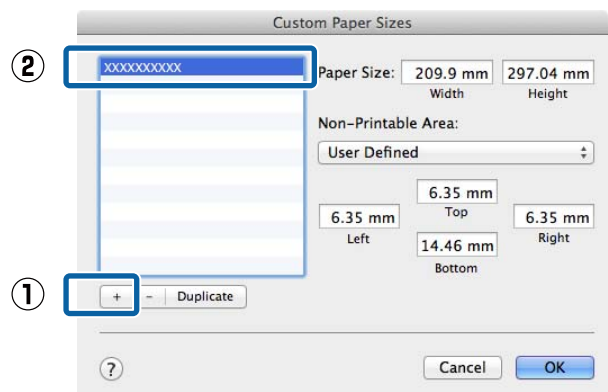 Custom Paper Sizes
② XXXXXXXXXX
Paper Size: 209.9 mm 297.04 mm
Width Height
Non-Printable Area:
User Defined
6.35 mm
Top
6.35 mm 6.35 mm
Left Right
14.46 mm
Bottom
① + - Duplicate
? Cancel OK